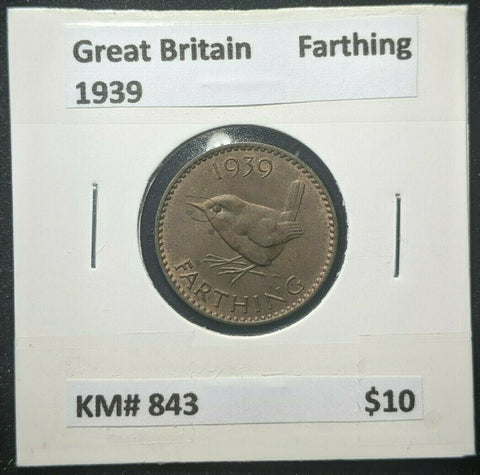 Great Britain Farthing
1939
1939
FARTHING
KM# 843 $10